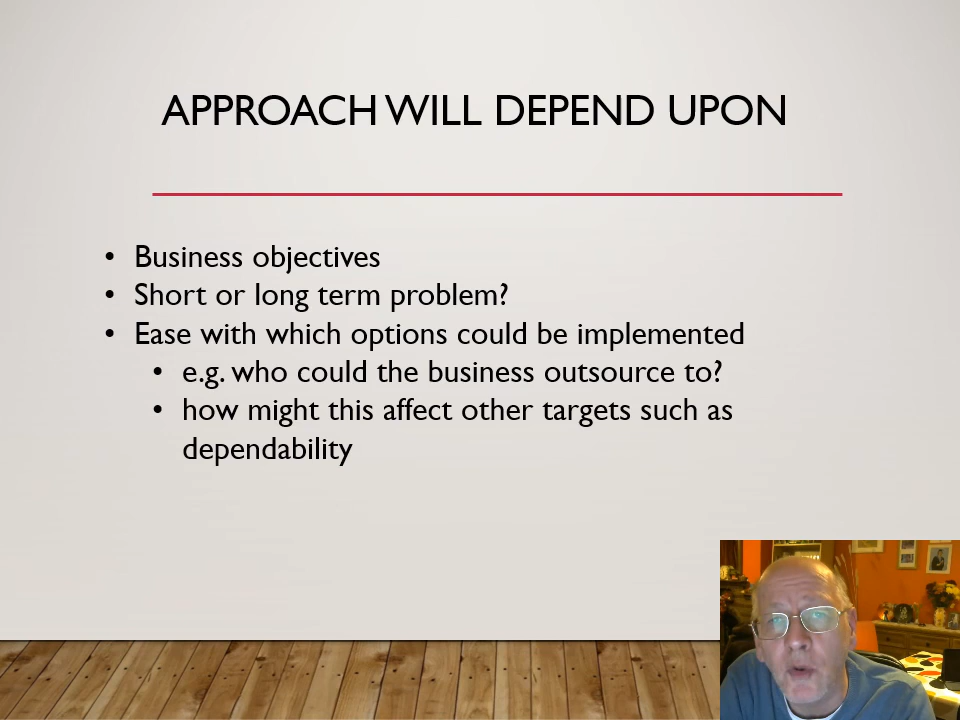 APPROACH WILL DEPEND UPON
• Business objectives
• Short or long term problem?
• Ease with which options could be implemented
• e.g. who could the business outsource to?
• how might this affect other targets such as
dependability